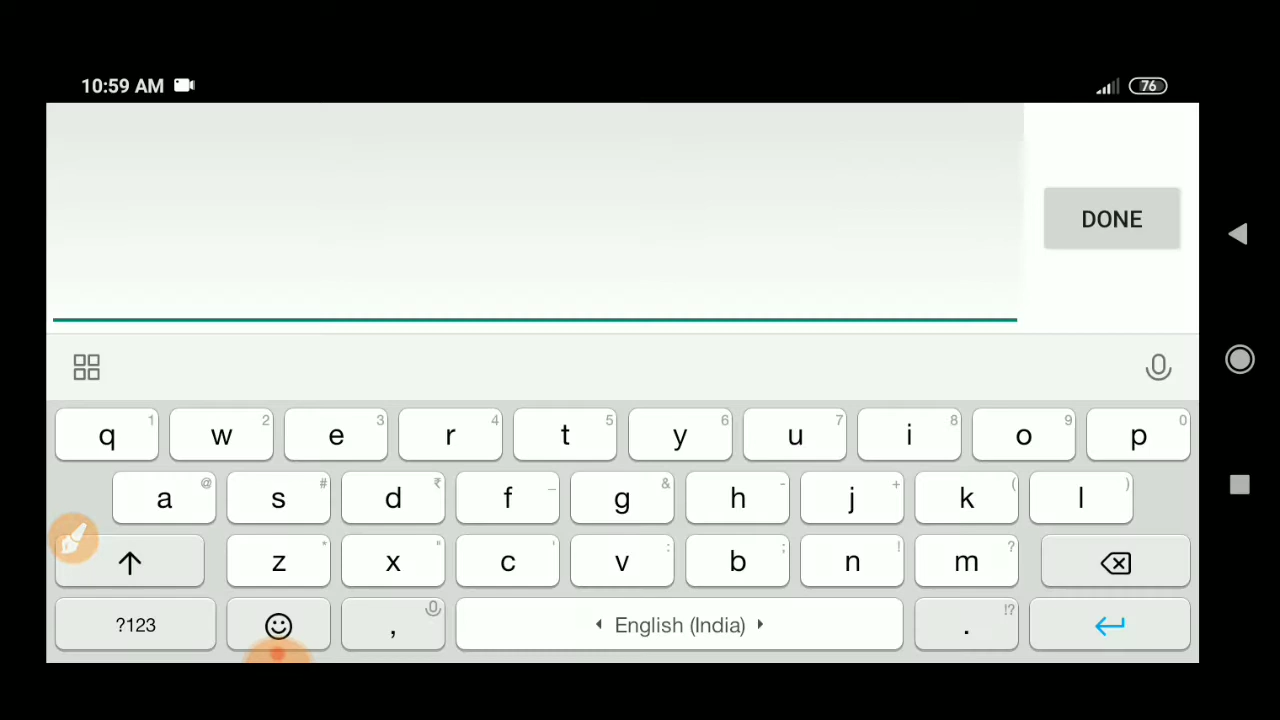 10:59 AM 76
DONE
q 1 w 2 e 3 r 4 t 5 y 6 u 7 i 8 o 9 p 0
a @ s # d ₹ f _ g & h - j + k ( l )
z * x " c ' v : b ; n ! m ?
?123 , English (India) . !?